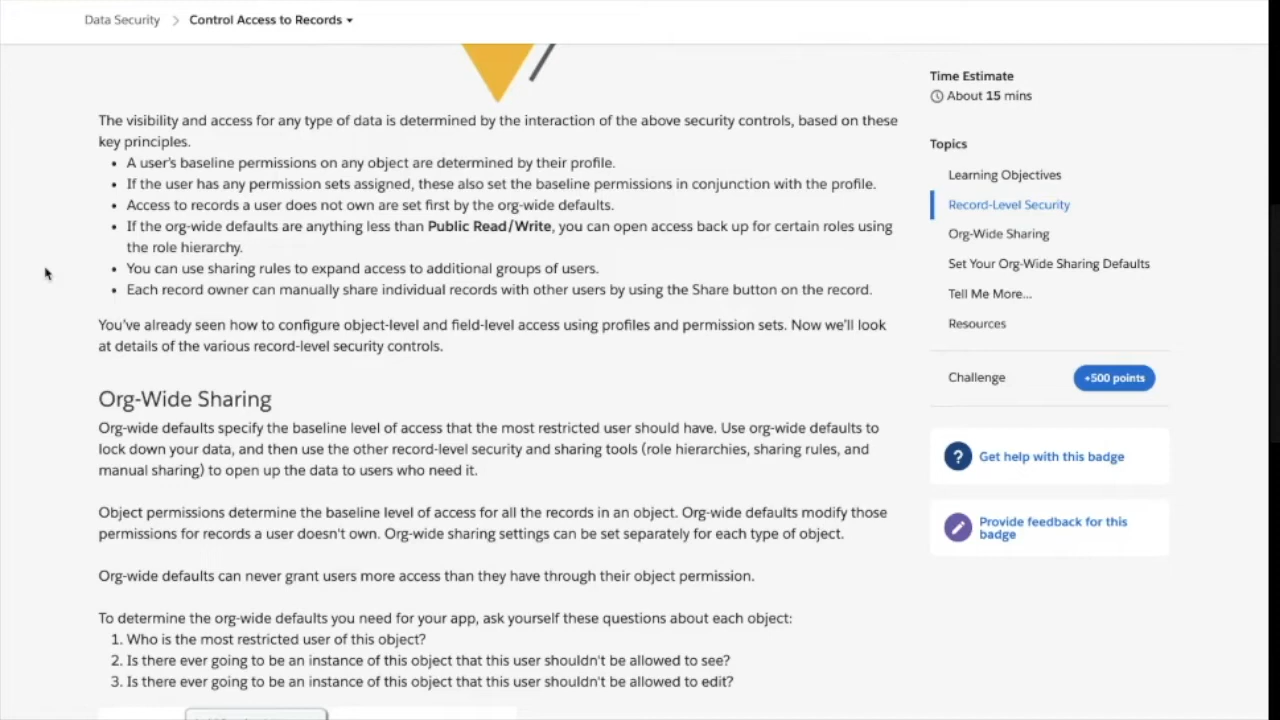 Data Security > Control Access to Records
The visibility and access for any type of data is determined by the interaction of the above security controls, based on these
key principles.
• A user's baseline permissions on any object are determined by their profile.
• If the user has any permission sets assigned, these also set the baseline permissions in conjunction with the profile.
• Access to records a user does not own are set first by the org-wide defaults.
• If the org-wide defaults are anything less than Public Read/Write, you can open access back up for certain roles using
the role hierarchy.
• You can use sharing rules to expand access to additional groups of users.
• Each record owner can manually share individual records with other users by using the Share button on the record.
You've already seen how to configure object-level and field-level access using profiles and permission sets. Now we'll look
at details of the various record-level security controls.
Org-Wide Sharing
Org-wide defaults specify the baseline level of access that the most restricted user should have. Use org-wide defaults to
lock down your data, and then use the other record-level security and sharing tools (role hierarchies, sharing rules, and
manual sharing) to open up the data to users who need it.
Object permissions determine the baseline level of access for all the records in an object. Org-wide defaults modify those
permissions for records a user doesn't own. Org-wide sharing settings can be set separately for each type of object.
Org-wide defaults can never grant users more access than they have through their object permission.
To determine the org-wide defaults you need for your app, ask yourself these questions about each object:
1. Who is the most restricted user of this object?
2. Is there ever going to be an instance of this object that this user shouldn't be allowed to see?
3. Is there ever going to be an instance of this object that this user shouldn't be allowed to edit?
Time Estimate
About 15 mins
Topics
Learning Objectives
Record-Level Security
Org-Wide Sharing
Set Your Org-Wide Sharing Defaults
Tell Me More...
Resources
Challenge +500 points
? Get help with this badge
Provide feedback for this
badge